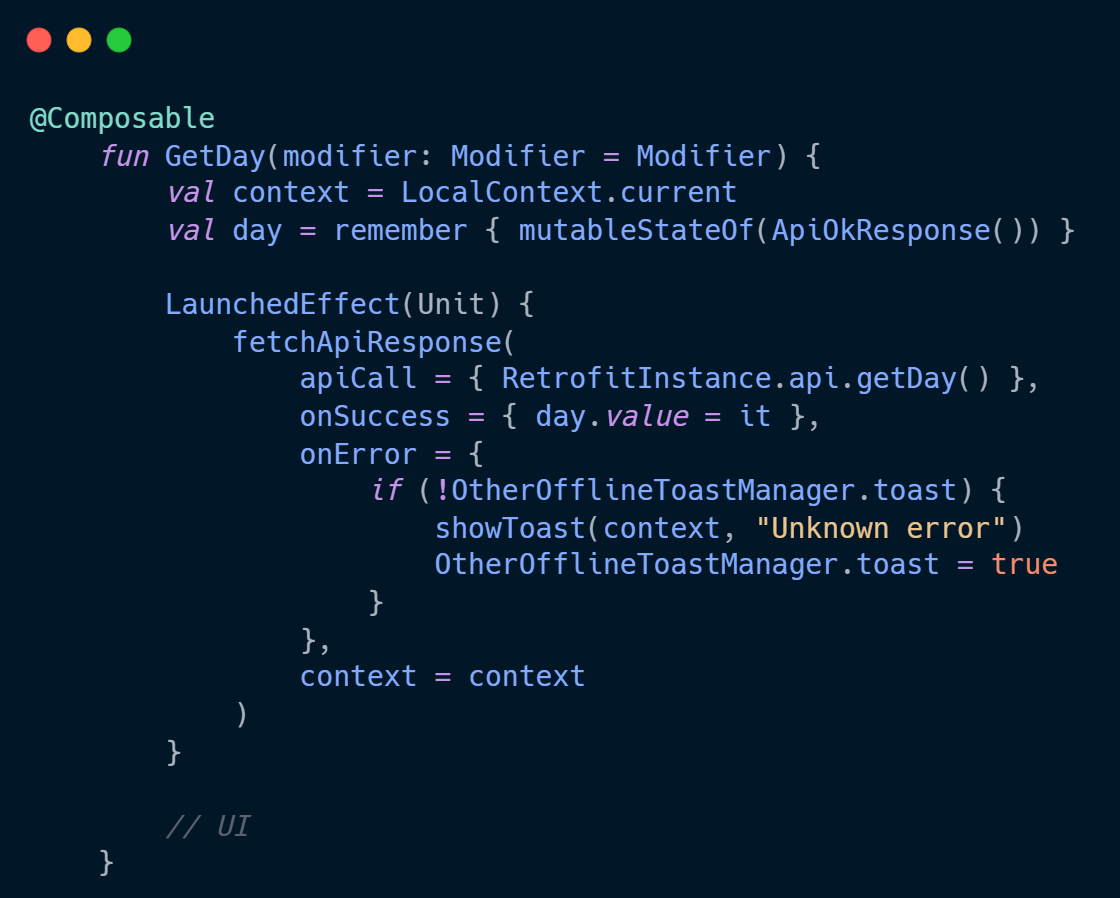 @Composable
    fun GetDay(modifier: Modifier = Modifier) {
        val context = LocalContext.current
        val day = remember { mutableStateOf(ApiOkResponse()) }

        LaunchedEffect(Unit) {
            fetchApiResponse(
                apiCall = { RetrofitInstance.api.getDay() },
                onSuccess = { day.value = it },
                onError = {
                    if (!OtherOfflineToastManager.toast) {
                        showToast(context, "Unknown error")
                        OtherOfflineToastManager.toast = true
                    }
                },
                context = context
            )
        }

        // UI
    }